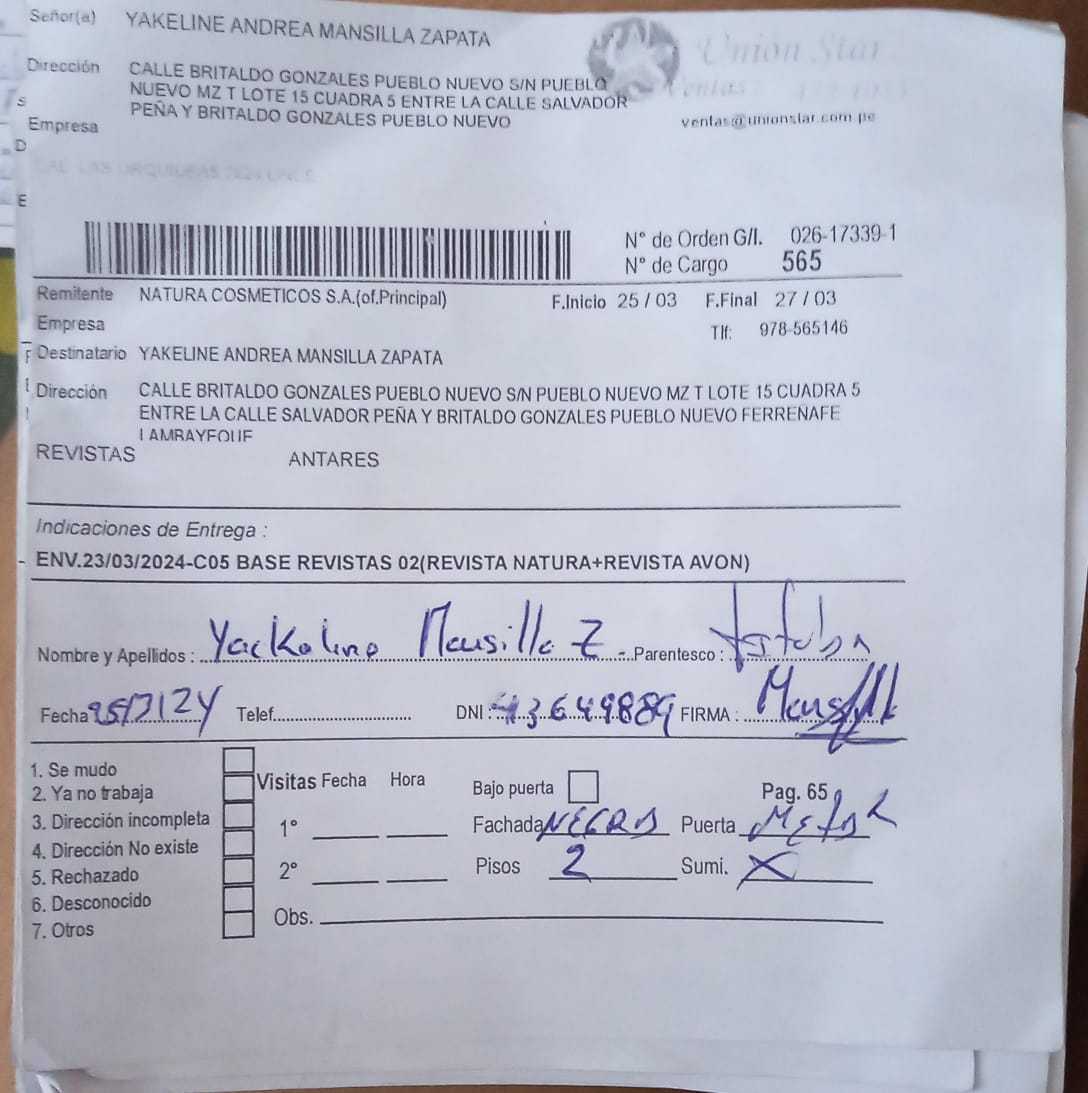 Señor(a) YAKELINE ANDREA MANSILLA ZAPATA
Union Star
Ventas
Dirección CALLE BRITALDO GONZALES PUEBLO NUEVO S/N PUEBLO
NUEVO MZ T LOTE 15 CUADRA 5 ENTRE LA CALLE SALVADOR
PEÑA Y BRITALDO GONZALES PUEBLO NUEVO
ventas@unionstar.com.pe
Empresa
N° de Orden G/I. 026-17339-1
N° de Cargo 565
Remitente NATURA COSMETICOS S.A.(of.Principal) F.Inicio 25 / 03 F.Final 27 / 03
Empresa Tlf: 978-565146
Destinatario YAKELINE ANDREA MANSILLA ZAPATA
Dirección CALLE BRITALDO GONZALES PUEBLO NUEVO S/N PUEBLO NUEVO MZ T LOTE 15 CUADRA 5
ENTRE LA CALLE SALVADOR PEÑA Y BRITALDO GONZALES PUEBLO NUEVO FERREÑAFE
LAMBAYEQUE
REVISTAS ANTARES
Indicaciones de Entrega :
ENV.23/03/2024-C05 BASE REVISTAS 02(REVISTA NATURA+REVISTA AVON)
Nombre y Apellidos : Yackeline Mansilla Z - Parentesco :
Fecha 25/3/24 Telef. DNI : 43649889 FIRMA : Mansilla
1. Se mudo
2. Ya no trabaja
3. Dirección incompleta
4. Dirección No existe
5. Rechazado
6. Desconocido
7. Otros
Visitas Fecha Hora
1°
2°
Obs.
Bajo puerta Pag. 65
Fachada NEGRO Puerta Metal
Pisos 2 Sumi. X